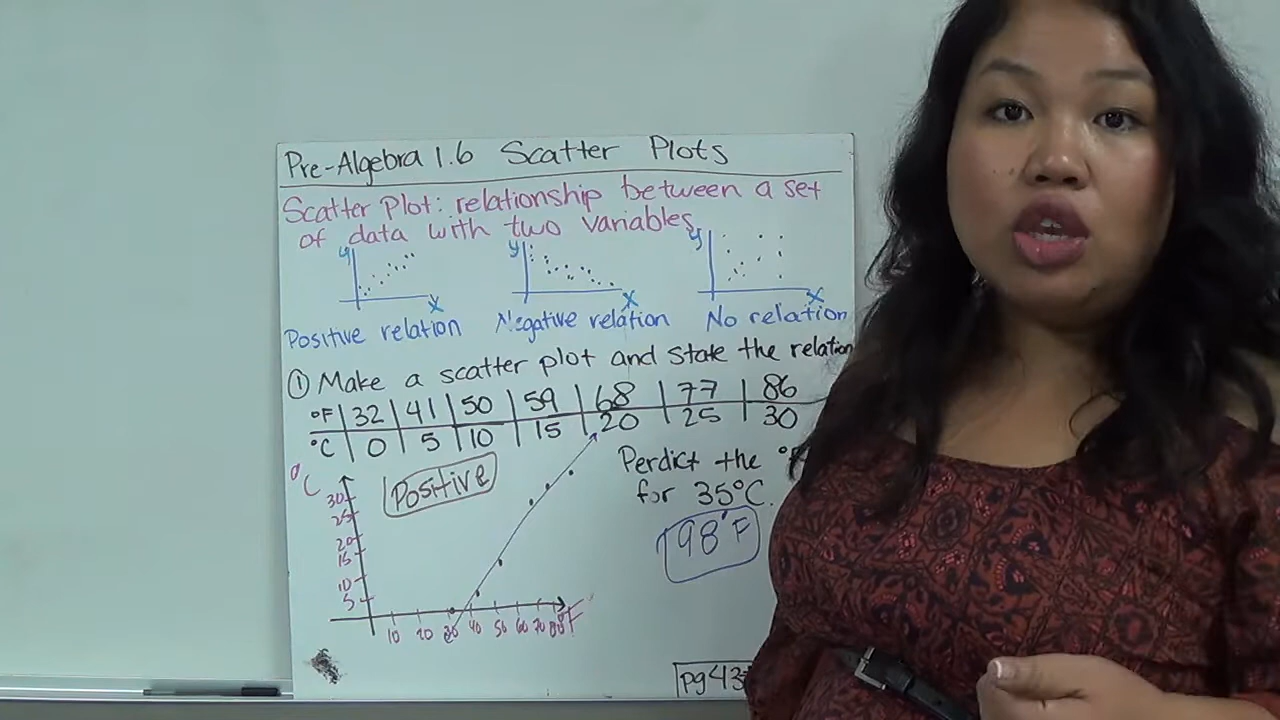 Pre-Algebra 1.6 Scatter Plots
Scatter Plot: relationship between a set
of data with two variables
y x
y x
y x
Positive relation Negative relation No relation
① Make a scatter plot and state the relation
°F 32 41 50 59 68 77 86
°C 0 5 10 15 20 25 30
°C
Positive
Perdict the
for 35°C.
98°F
30
25
20
15
10
5
10 20 30 40 50 60 70 80 °F
pg43